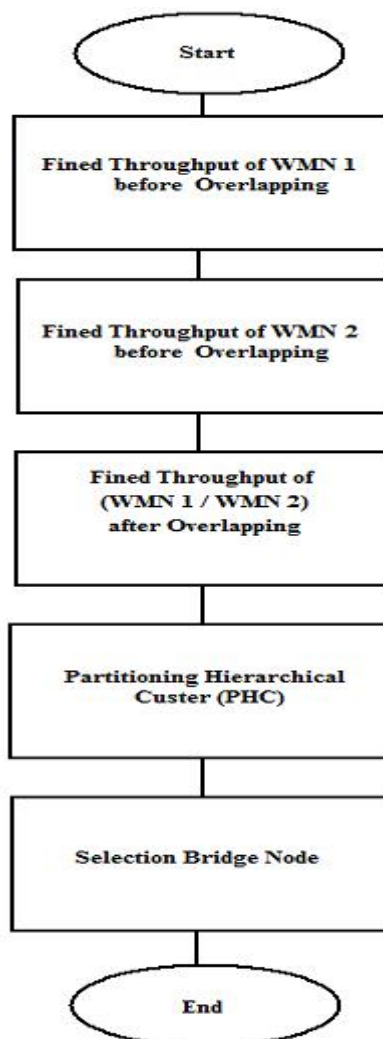 Start
Fined Throughput of WMN 1
before Overlapping
Fined Throughput of WMN 2
before Overlapping
Fined Throughput of
(WMN 1 / WMN 2)
after Overlapping
Partitioning Hierarchical
Custer (PHC)
Selection Bridge Node
End